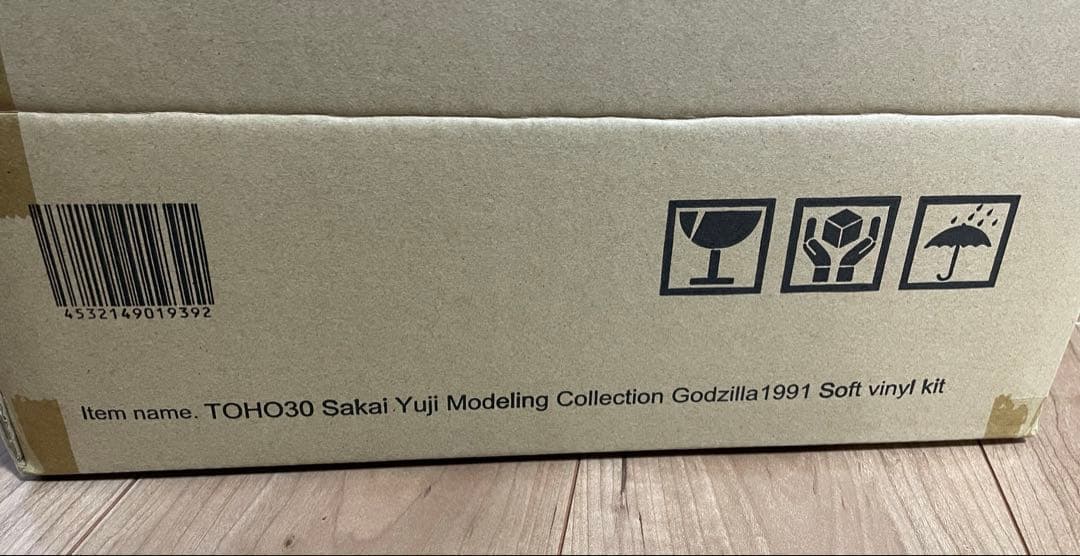 4532149019392
Item name. TOHO30 Sakai Yuji Modeling Collection Godzilla1991 Soft vinyl kit